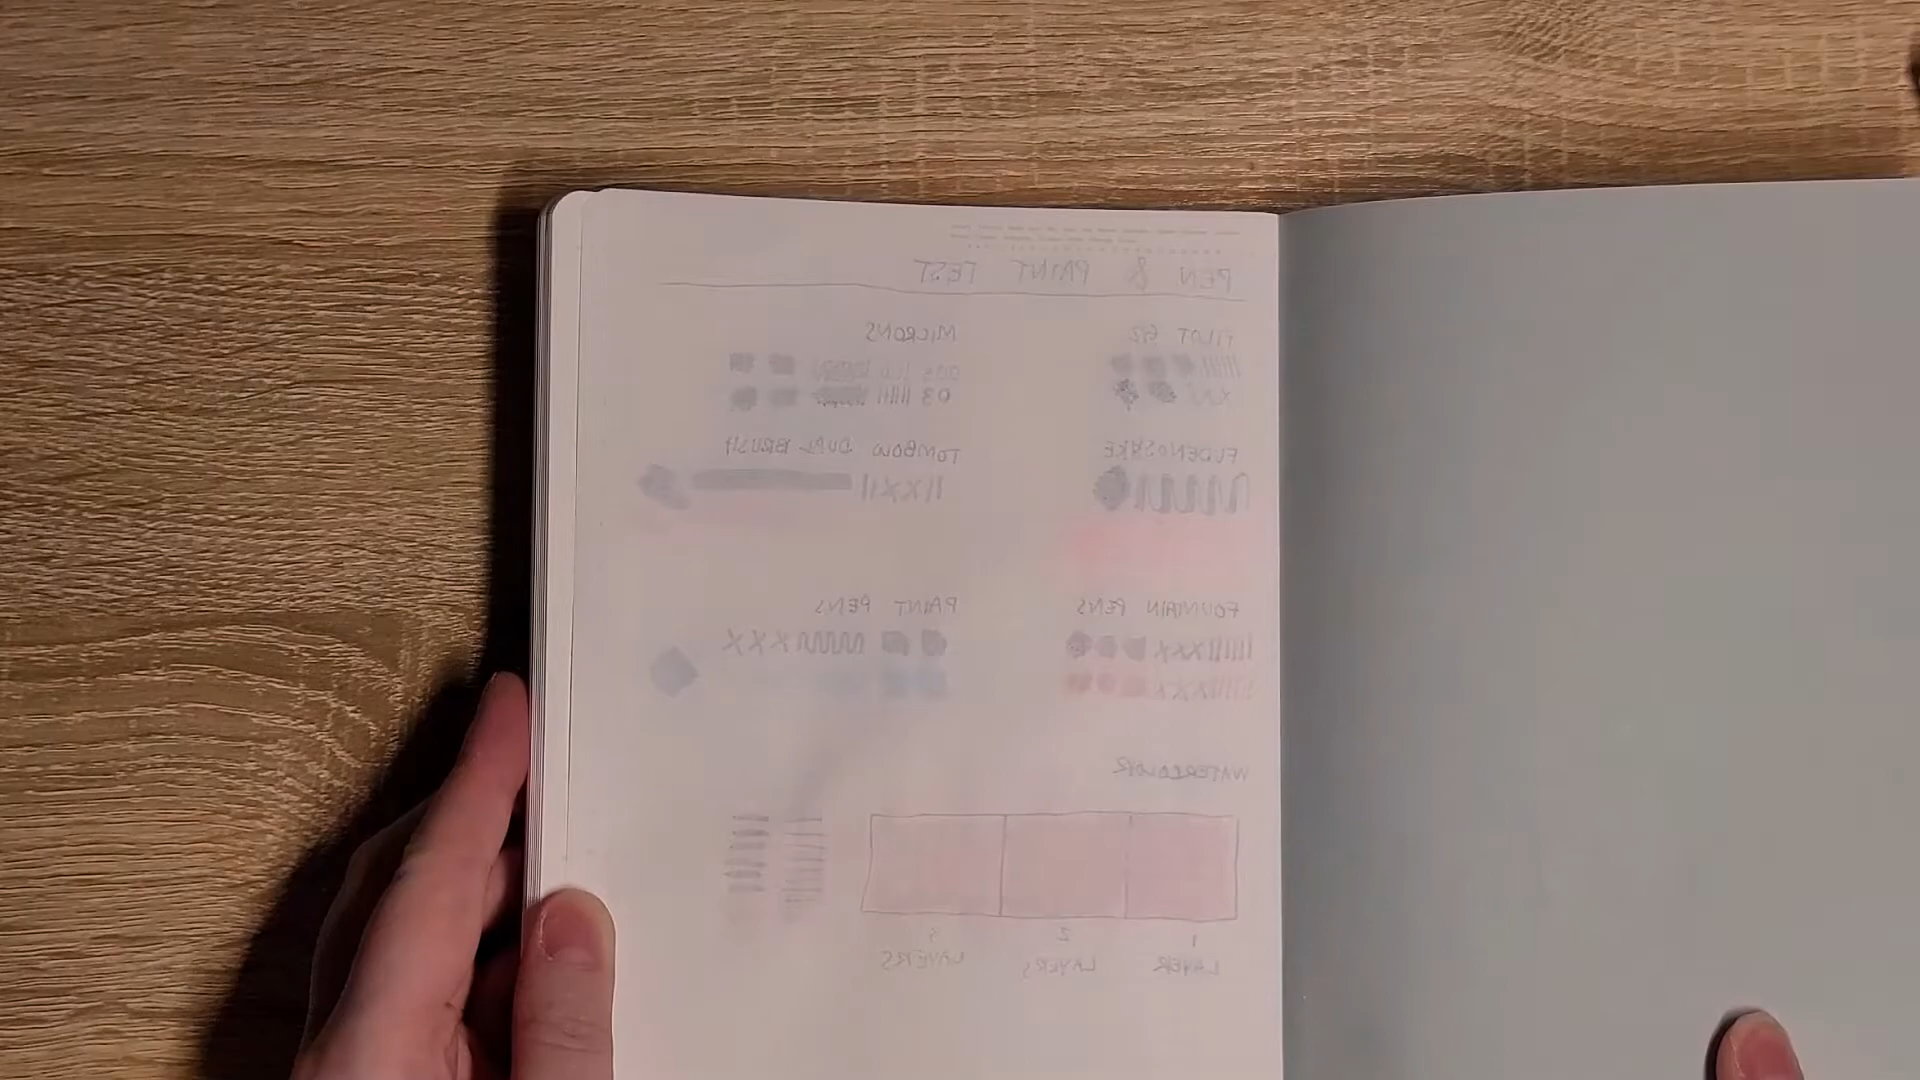 PEN & PAINT TEST
PILOT G2
MICRONS
005
03
FUDENOSUKE
TOMBOW DUAL-BRUSH
FOUNTAIN PENS
PAINT PENS
WATERCOLOR
1 2 3
LAYER LAYERS LAYERS